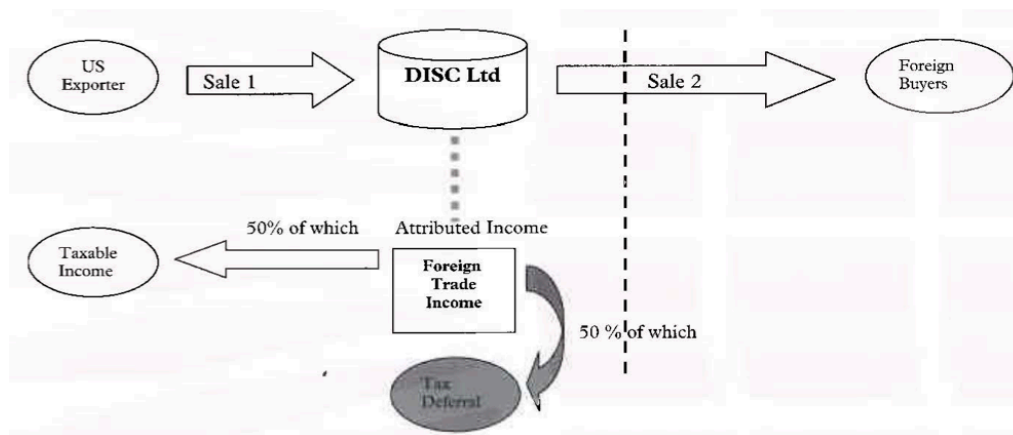 US
Exporter
Sale 1
DISC Ltd
Sale 2
Foreign
Buyers
50% of which
Attributed Income
Taxable
Income
Foreign
Trade
Income
50 % of which
Tax
Deferral